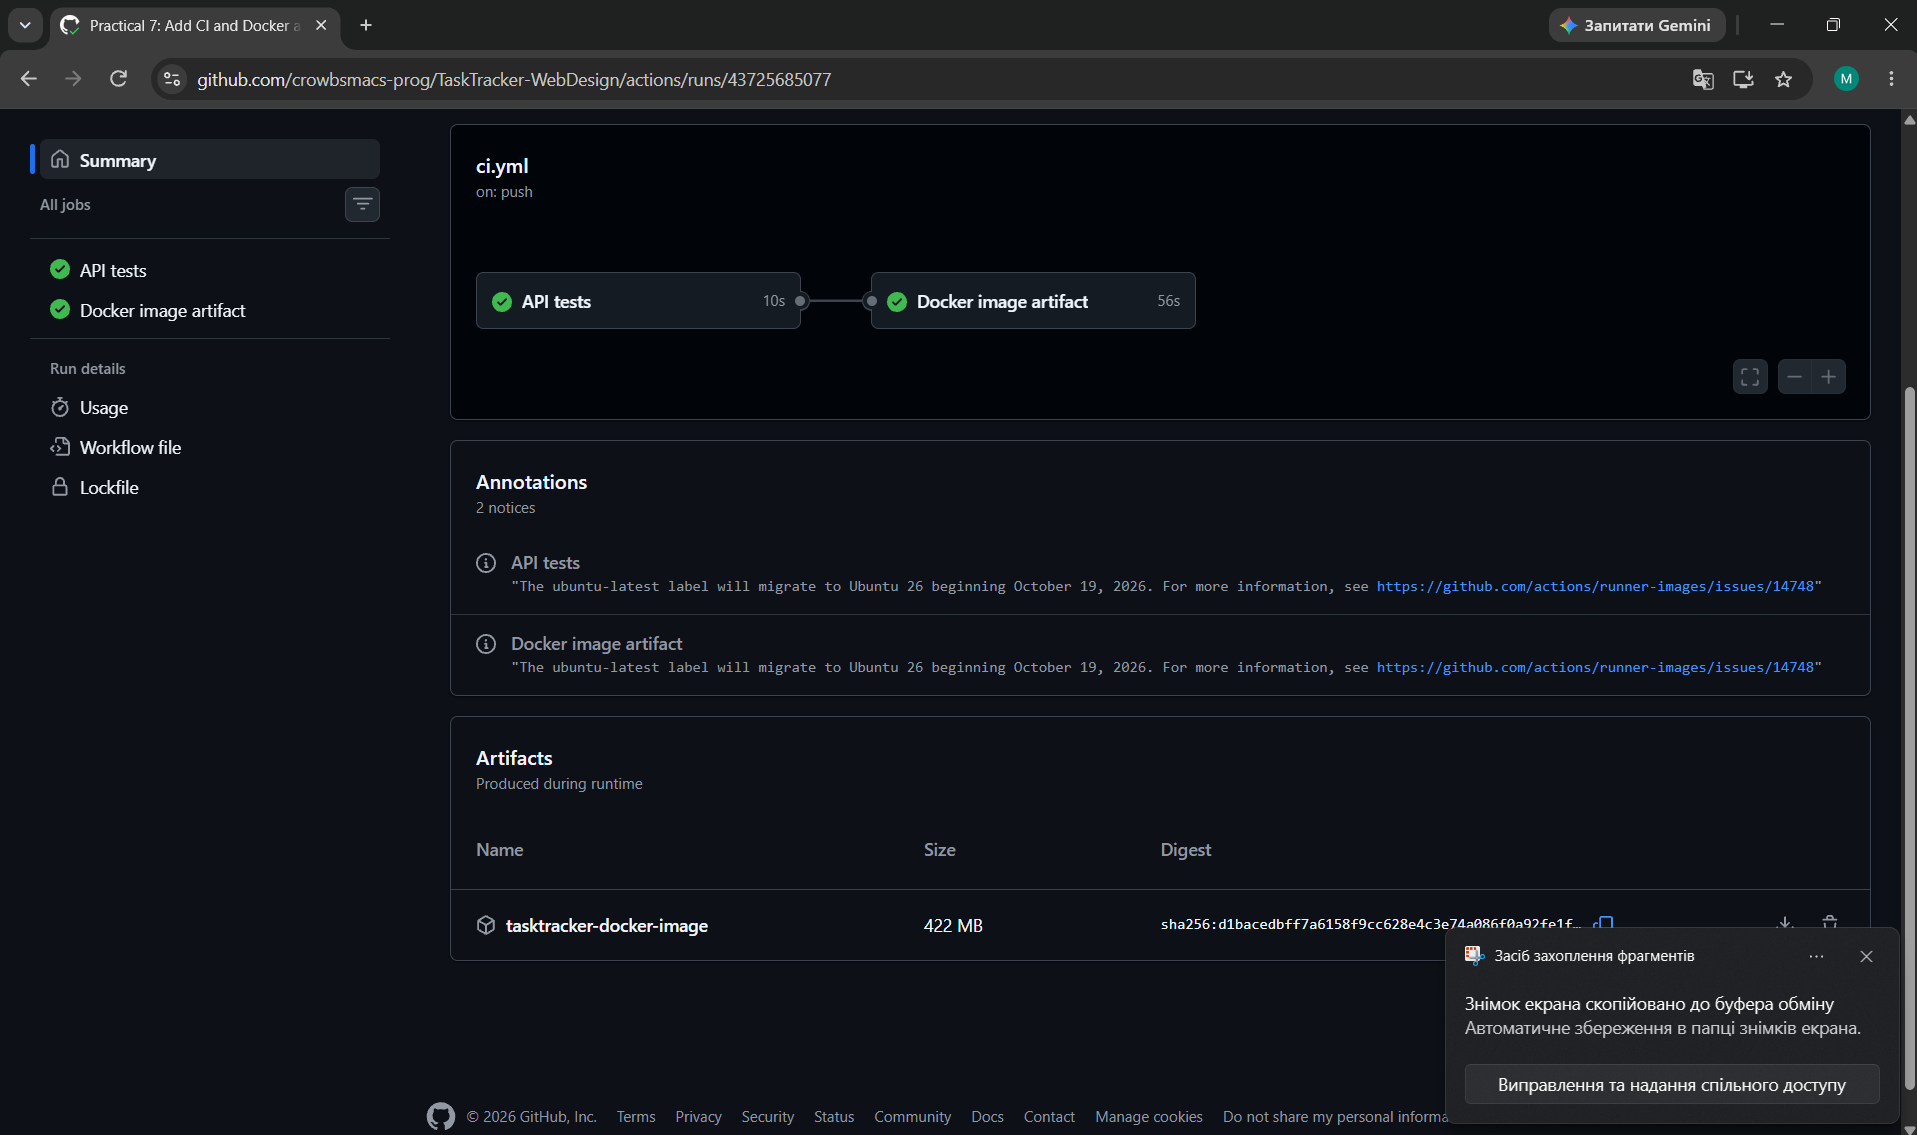 Practical 7: Add CI and Docker a
Запитати Gemini
github.com/crowbsmacs-prog/TaskTracker-WebDesign/actions/runs/43725685077
M
Summary
All jobs
API tests
Docker image artifact
Run details
Usage
Workflow file
Lockfile
ci.yml
on: push
API tests 10s
Docker image artifact 56s
Annotations
2 notices
API tests
"The ubuntu-latest label will migrate to Ubuntu 26 beginning October 19, 2026. For more information, see https://github.com/actions/runner-images/issues/14748"
Docker image artifact
"The ubuntu-latest label will migrate to Ubuntu 26 beginning October 19, 2026. For more information, see https://github.com/actions/runner-images/issues/14748"
Artifacts
Produced during runtime
Name Size Digest
tasktracker-docker-image 422 MB sha256:d1bacedbff7a6158f9cc628e4c3e74a086f0a92fe1f…
Засіб захоплення фрагментів
Знімок екрана скопійовано до буфера обміну
Автоматичне збереження в папці знімків екрана.
Виправлення та надання спільного доступу
© 2026 GitHub, Inc. Terms Privacy Security Status Community Docs Contact Manage cookies Do not share my personal informa